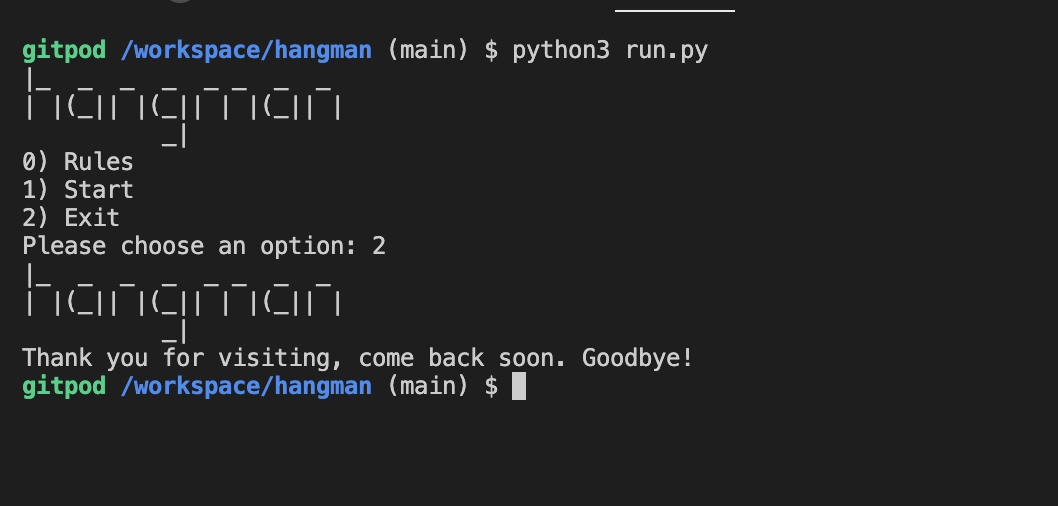 gitpod /workspace/hangman (main) $ python3 run.py
|_  _  _  _  _ _  _  _
| |(_|| |(_|| | |(_|| |
          _|
0) Rules
1) Start
2) Exit
Please choose an option: 2
|_  _  _  _  _ _  _  _
| |(_|| |(_|| | |(_|| |
          _|
Thank you for visiting, come back soon. Goodbye!
gitpod /workspace/hangman (main) $